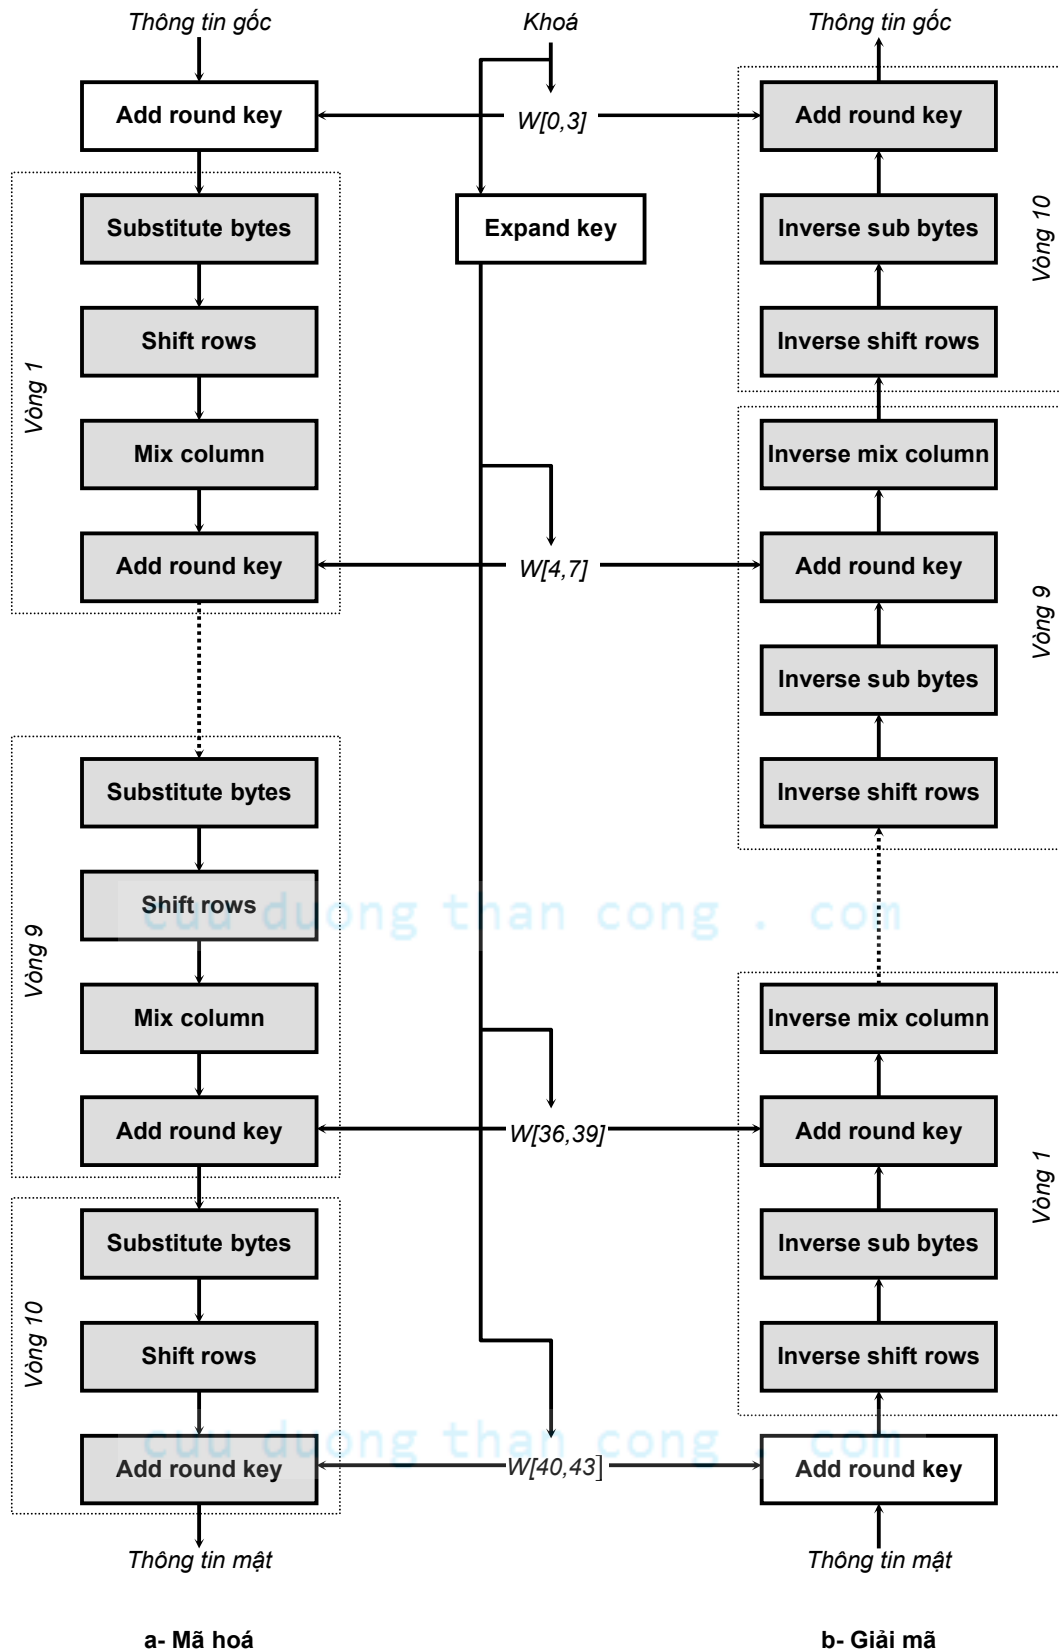 Thông tin gốc Khoá Thông tin gốc
Add round key W[0,3] Add round key
Substitute bytes Expand key Inverse sub bytes
Vòng 10
Shift rows Inverse shift rows
Vòng 1
Mix column Inverse mix column
Add round key W[4,7] Add round key
Vòng 9
Inverse sub bytes
Substitute bytes Inverse shift rows
Shift rows
cuu duong than cong . com
Vòng 9
Mix column Inverse mix column
Add round key W[36,39] Add round key
Vòng 1
Substitute bytes Inverse sub bytes
Vòng 10
Shift rows Inverse shift rows
cuu duong than cong . com
Add round key W[40,43] Add round key
Thông tin mật Thông tin mật
a- Mã hoá b- Giải mã